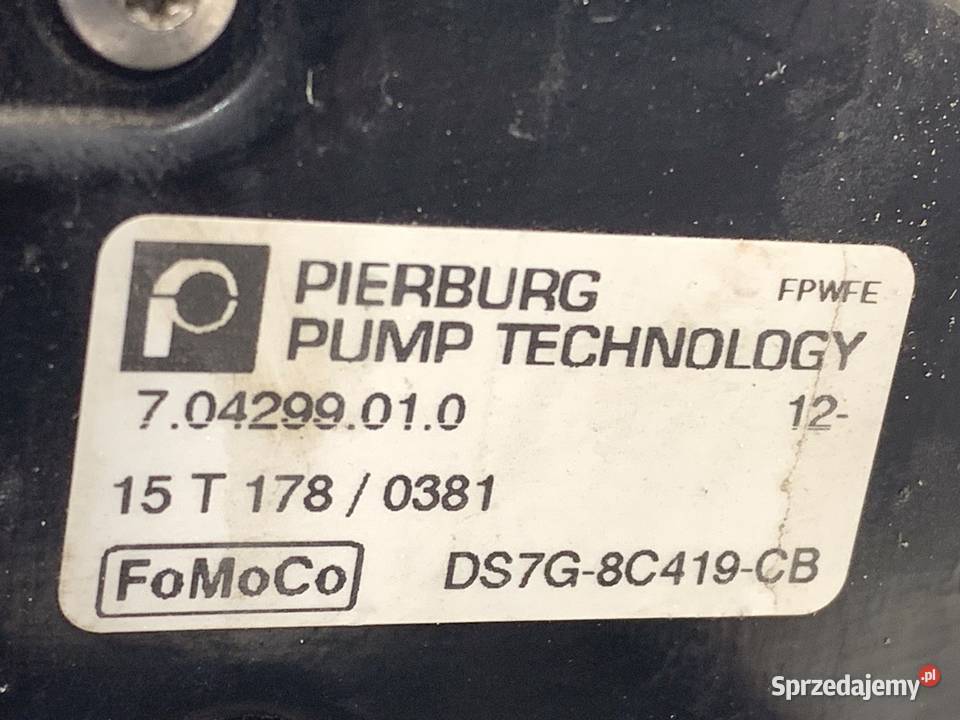 PIERBURG FPWFE
PUMP TECHNOLOGY
7.04299.01.0 12-
15 T 178 / 0381
FoMoCo DS7G-8C419-CB
Sprzedajemy.pl